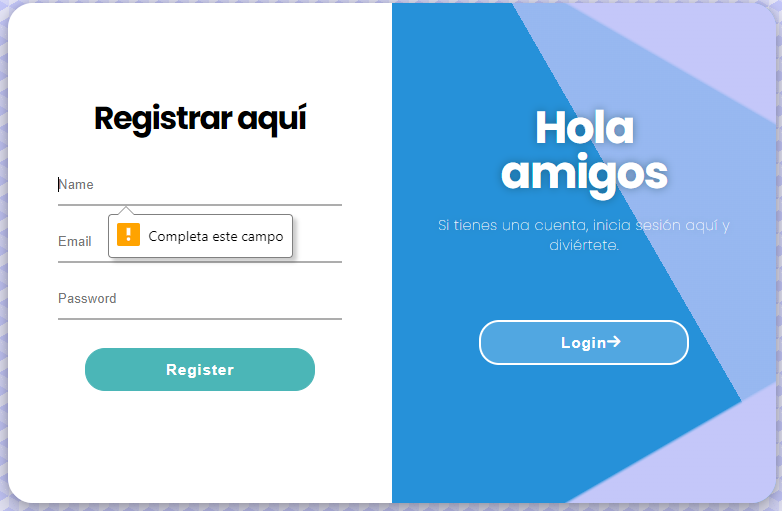 Registrar aquí
Name
Completa este campo
Email
Password
Register
Hola
amigos
Si tienes una cuenta, inicia sesión aquí y
diviértete.
Login